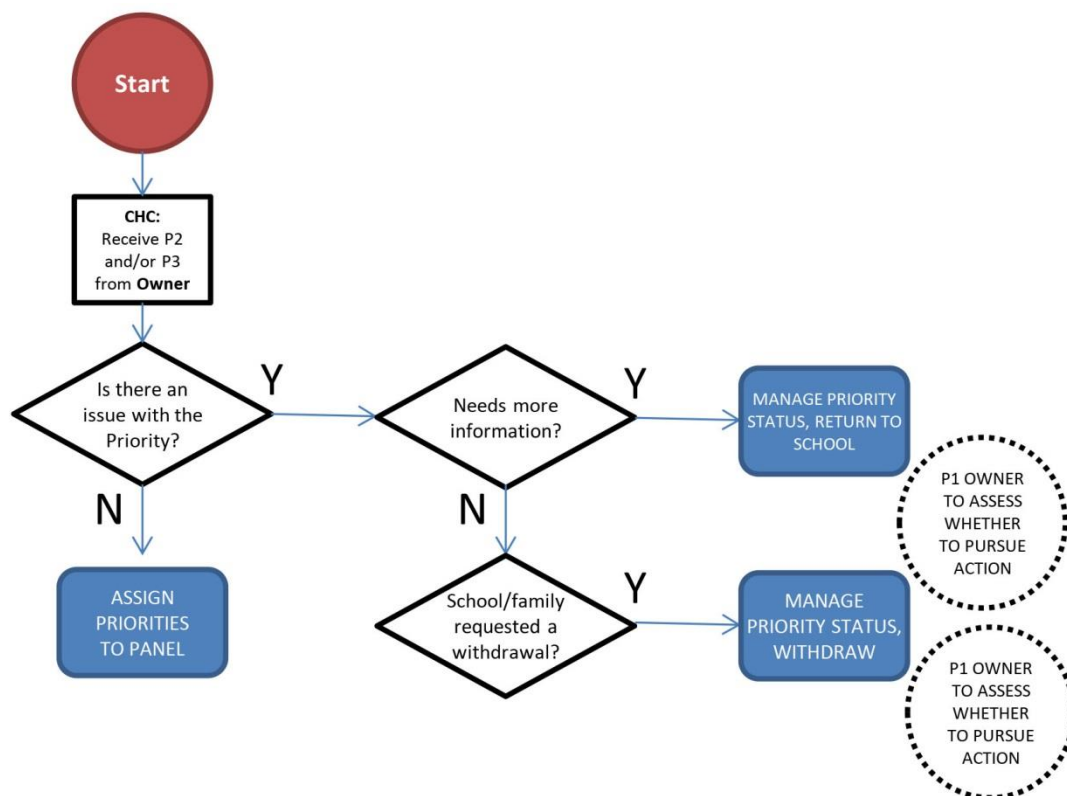 Start
CHC:
Receive P2
and/or P3
from Owner
Is there an
issue with the
Priority?
Y
N
Needs more
information?
Y
N
MANAGE PRIORITY
STATUS, RETURN TO
SCHOOL
P1 OWNER
TO ASSESS
WHETHER
TO PURSUE
ACTION
ASSIGN
PRIORITIES
TO PANEL
School/family
requested a
withdrawal?
Y
MANAGE
PRIORITY STATUS,
WITHDRAW
P1 OWNER
TO ASSESS
WHETHER
TO PURSUE
ACTION